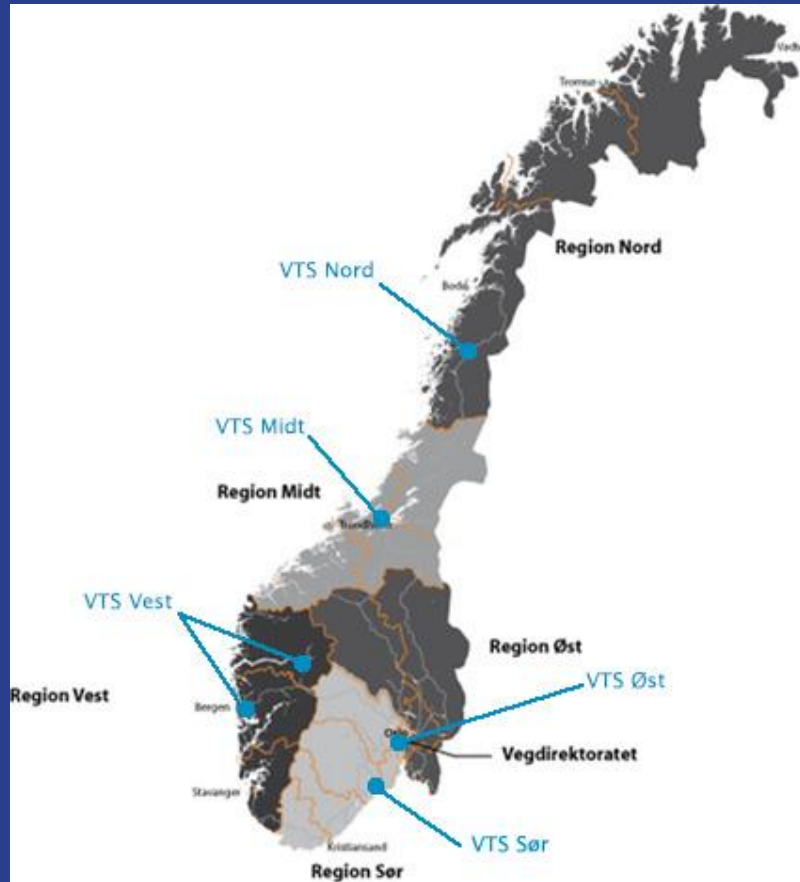 Tromsø
Region Nord
VTS Nord
Bodø
VTS Midt
Region Midt
VTS Vest
Region Øst
VTS Øst
Region Vest
Bergen
Oslo
Vegdirektoratet
Stavanger
VTS Sør
Kristiansand
Region Sør